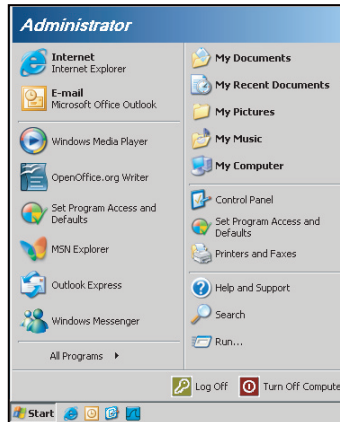 Administrator
Internet
Internet Explorer
E-mail
Microsoft Office Outlook
Windows Media Player
OpenOffice.org Writer
Set Program Access and
Defaults
MSN Explorer
Outlook Express
Windows Messenger
All Programs
My Documents
My Recent Documents
My Pictures
My Music
My Computer
Control Panel
Set Program Access and
Defaults
Printers and Faxes
Help and Support
Search
Run...
Log Off Turn Off Compute
Start